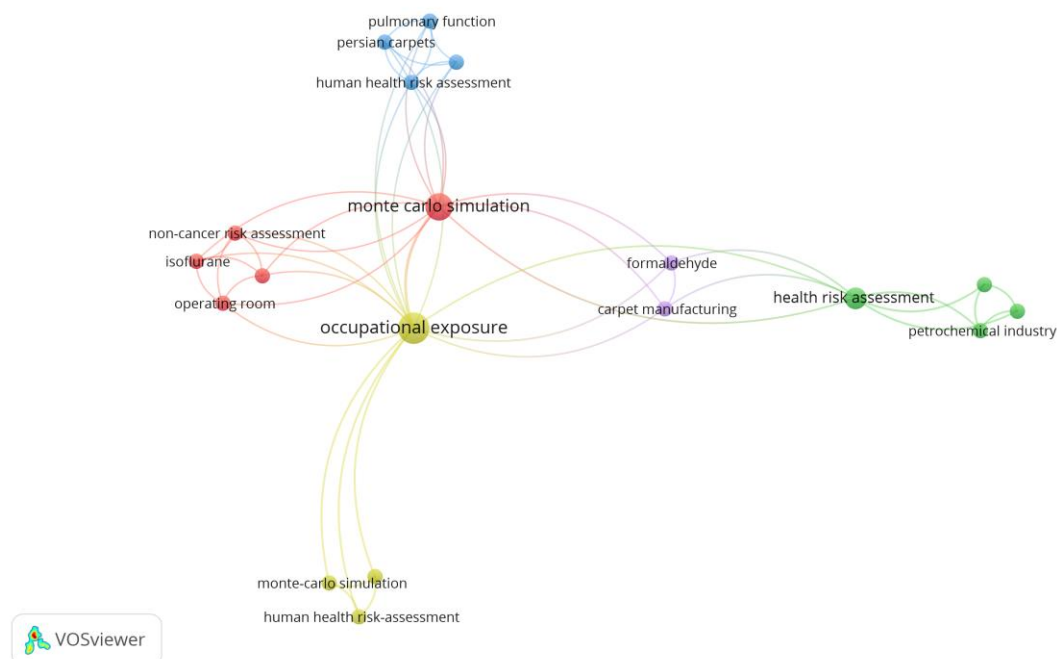 pulmonary function
persian carpets
human health risk assessment
monte carlo simulation
non-cancer risk assessment
isoflurane
formaldehyde
operating room
health risk assessment
carpet manufacturing
occupational exposure
petrochemical industry
monte-carlo simulation
human health risk-assessment
VOSviewer